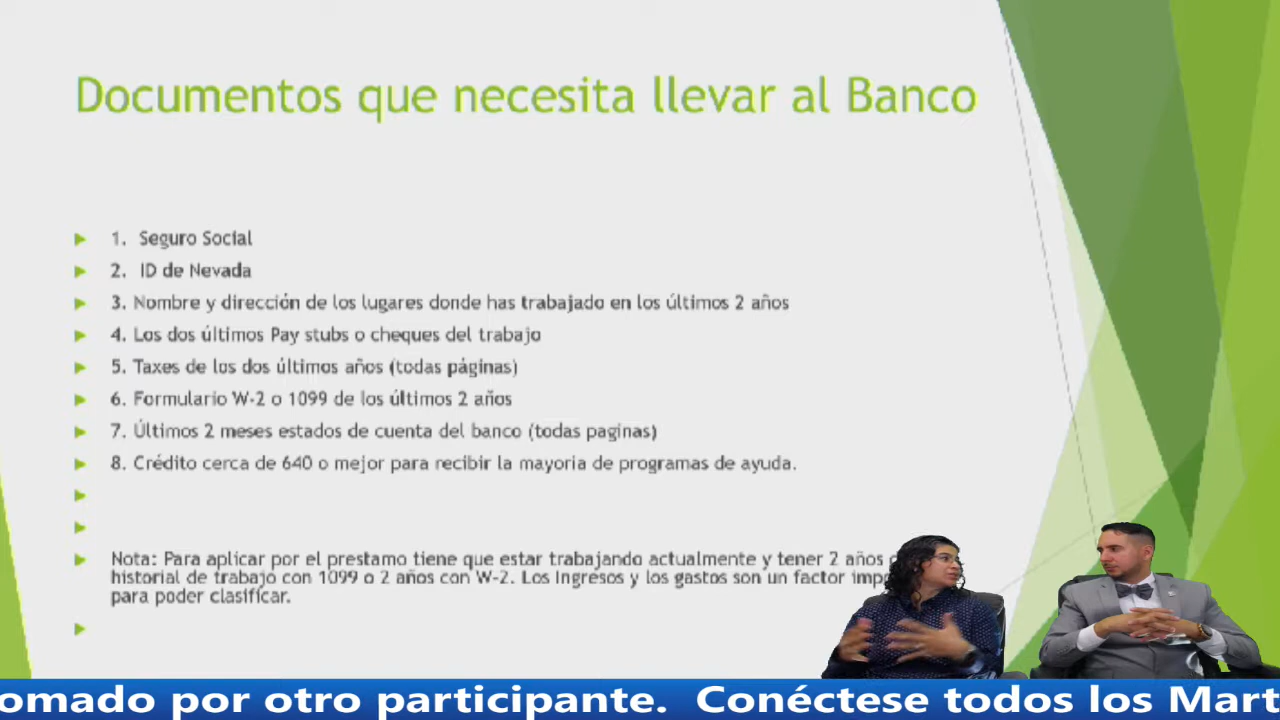 Documentos que necesita llevar al Banco
1. Seguro Social
2. ID de Nevada
3. Nombre y dirección de los lugares donde has trabajado en los últimos 2 años
4. Los dos últimos Pay stubs o cheques del trabajo
5. Taxes de los dos últimos años (todas páginas)
6. Formulario W-2 o 1099 de los últimos 2 años
7. Últimos 2 meses estados de cuenta del banco (todas paginas)
8. Crédito cerca de 640 o mejor para recibir la mayoria de programas de ayuda.
Nota: Para aplicar por el prestamo tiene que estar trabajando actualmente y tener 2 años
historial de trabajo con 1099 o 2 años con W-2. Los Ingresos y los gastos son un factor
para poder clasificar.
por otro participante. Conéctese todos los